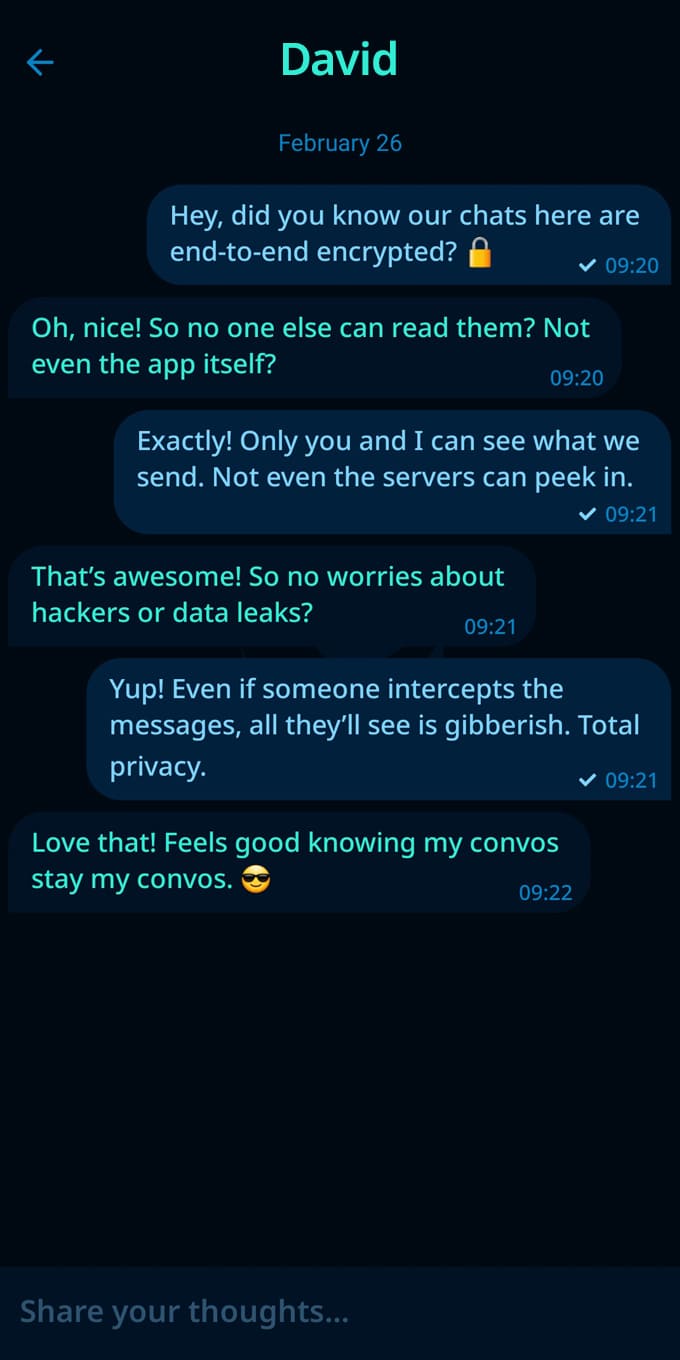 David
February 26
Hey, did you know our chats here are
end-to-end encrypted? 🔒
09:20
Oh, nice! So no one else can read them? Not
even the app itself?
09:20
Exactly! Only you and I can see what we
send. Not even the servers can peek in.
09:21
That’s awesome! So no worries about
hackers or data leaks?
09:21
Yup! Even if someone intercepts the
messages, all they’ll see is gibberish. Total
privacy.
09:21
Love that! Feels good knowing my convos
stay my convos. 😎
09:22
Share your thoughts...